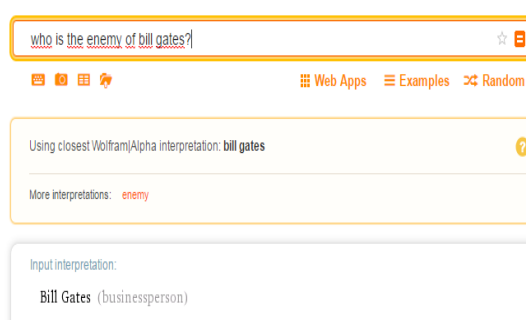 who is the enemy of bill gates?
Web Apps Examples Random
Using closest Wolfram|Alpha interpretation: bill gates
More interpretations: enemy
Input interpretation:
Bill Gates (businessperson)